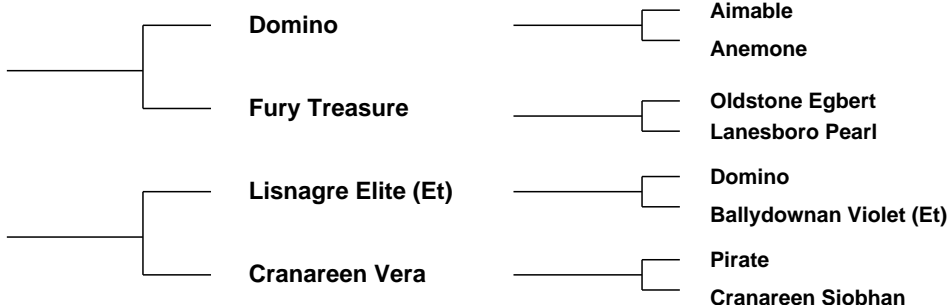 Domino
Aimable
Anemone
Fury Treasure
Oldstone Egbert
Lanesboro Pearl
Lisnagre Elite (Et)
Domino
Ballydownan Violet (Et)
Cranareen Vera
Pirate
Cranareen Siobhan